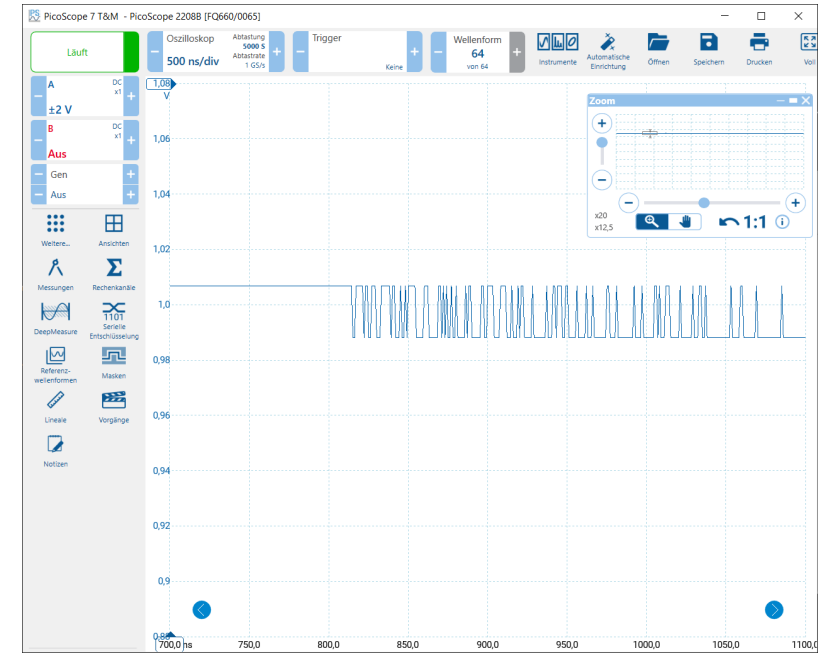 PicoScope 7 T&M - PicoScope 2208B [FQ660/0065]
Läuft
Oszilloskop
500 ns/div
Abtastung
5000 S
Abtastrate
1 GS/s
Trigger
Keine
Wellenform
64
von 64
Instrumente
Automatische
Einrichtung
Öffnen
Speichern
Drucken
Voll
A
DC
x1
±2 V
B
DC
x1
Aus
Gen
Aus
Weitere...
Ansichten
Messungen
Rechenkanäle
DeepMeasure
1101
Serielle
Entschlüsselung
Referenz-
wellenformen
Masken
Lineale
Vorgänge
Notizen
1,08
V
1,06
1,04
1,02
1,0
0,98
0,96
0,94
0,92
0,9
700,0 ns
750,0
800,0
850,0
900,0
950,0
1000,0
1050,0
Zoom
x20
x12,5
1:1